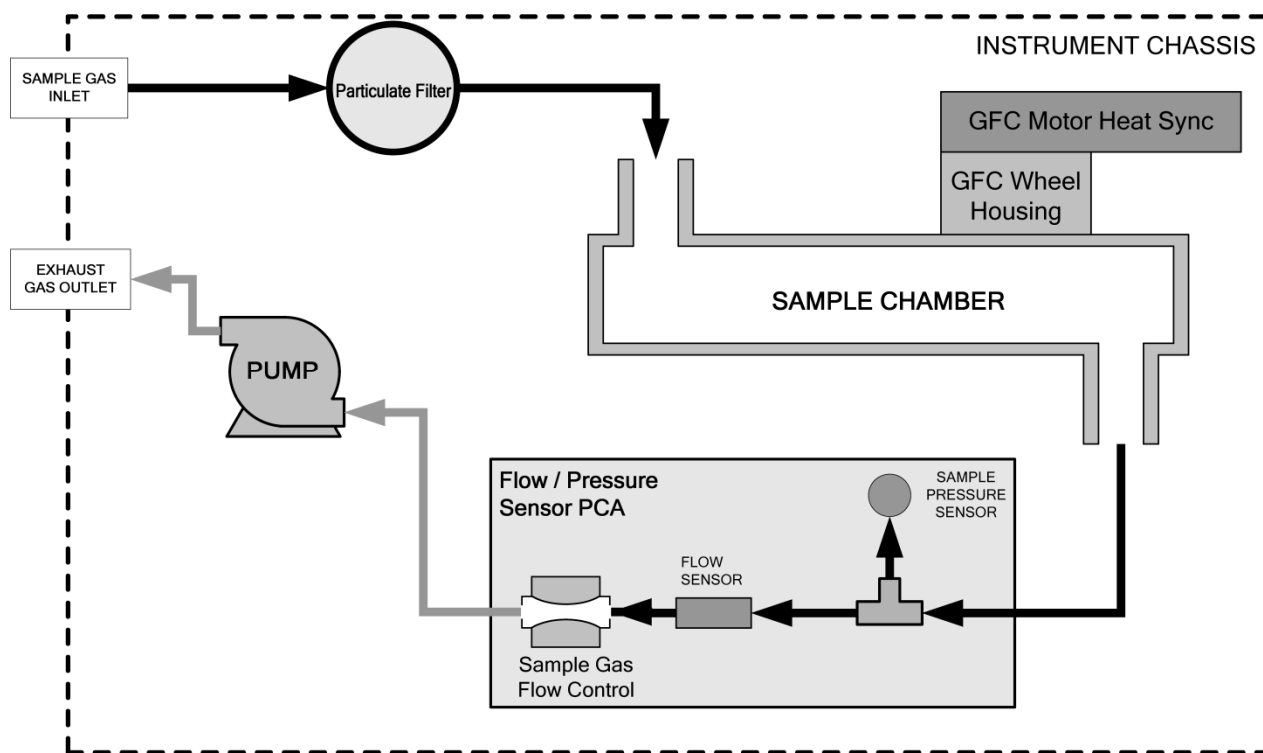 INSTRUMENT CHASSIS
SAMPLE GAS
INLET
Particulate Filter
GFC Motor Heat Sync
GFC Wheel
Housing
EXHAUST
GAS OUTLET
SAMPLE CHAMBER
PUMP
Flow / Pressure
Sensor PCA
SAMPLE
PRESSURE
SENSOR
FLOW
SENSOR
Sample Gas
Flow Control